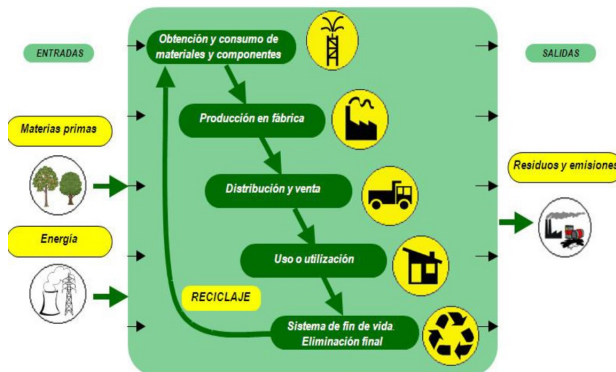 ENTRADAS
Obtención y consumo de
materiales y componentes
SALIDAS
Materias primas
Producción en fábrica
Distribución y venta
Residuos y emisiones
Energía
Uso o utilización
RECICLAJE
Sistema de fin de vida.
Eliminación final